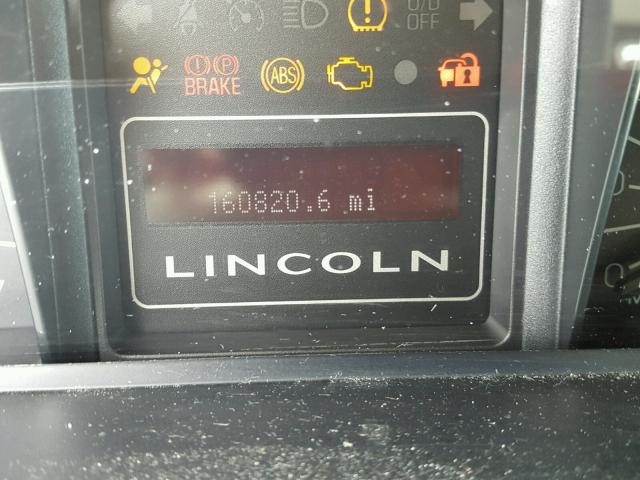 O/D
OFF
(!) (P)
BRAKE
ABS
160820.6 mi
LINCOLN